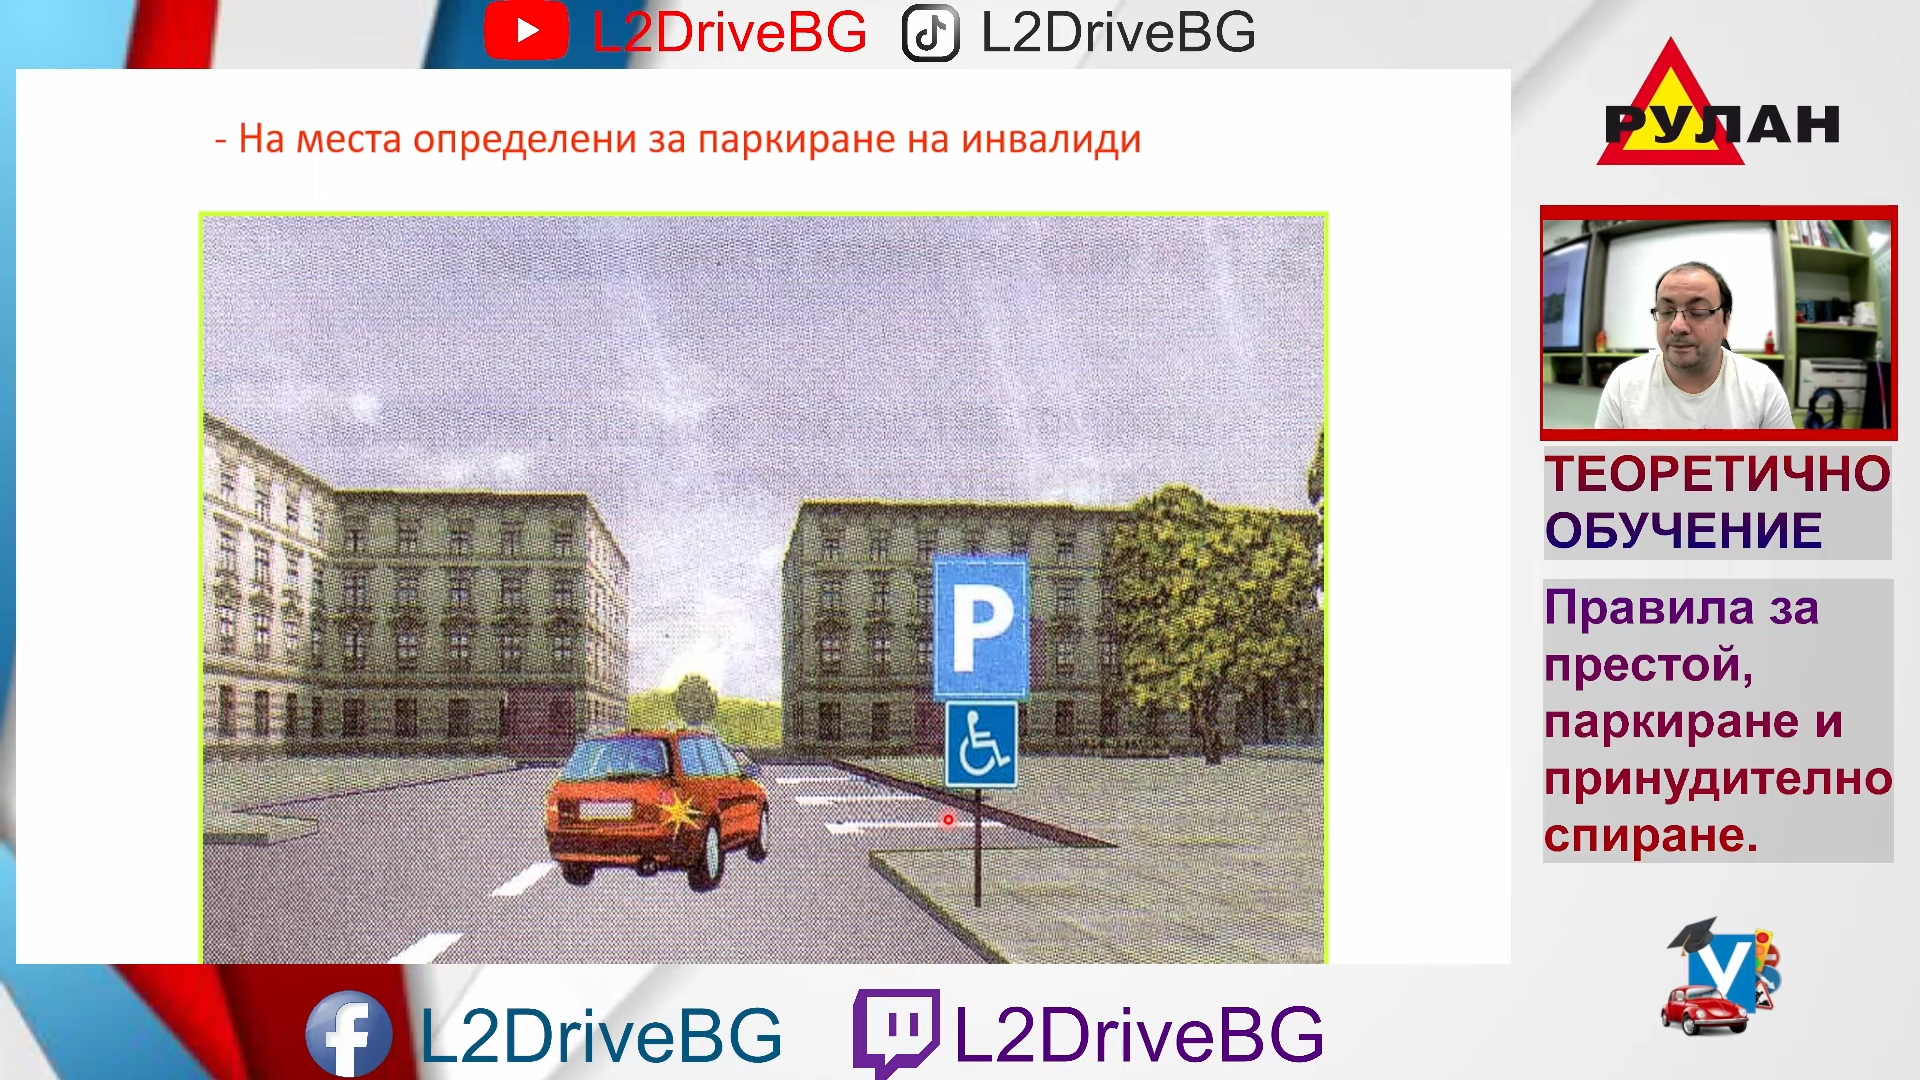 L2DriveBG
L2DriveBG
- На места определени за паркиране на инвалиди
P
РУЛАН
ТЕОРЕТИЧНО
ОБУЧЕНИЕ
Правила за
престой,
паркиране и
принудително
спиране.
У
L2DriveBG
L2DriveBG